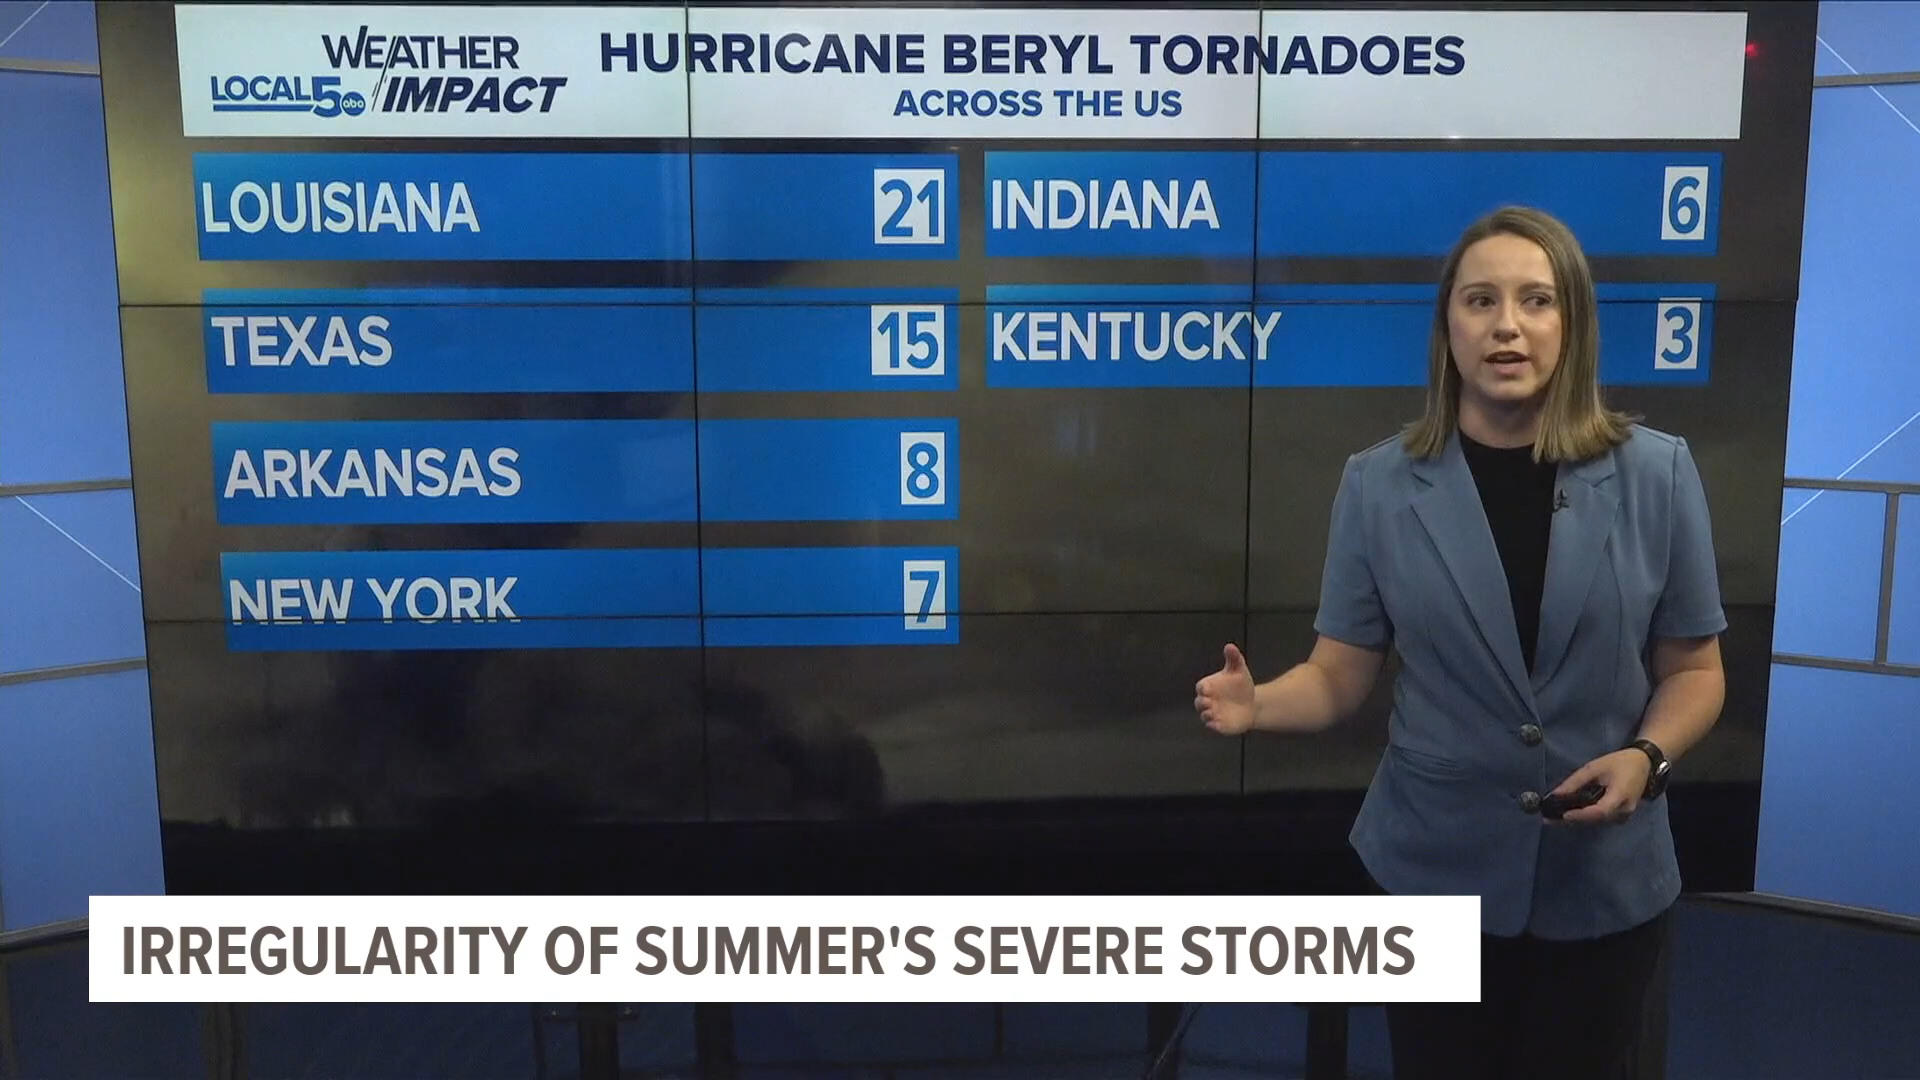 WEATHER
LOCAL 5 abc IMPACT
HURRICANE BERYL TORNADOES
ACROSS THE US
LOUISIANA 21
TEXAS 15
ARKANSAS 8
NEW YORK 7
INDIANA 6
KENTUCKY 3
IRREGULARITY OF SUMMER'S SEVERE STORMS